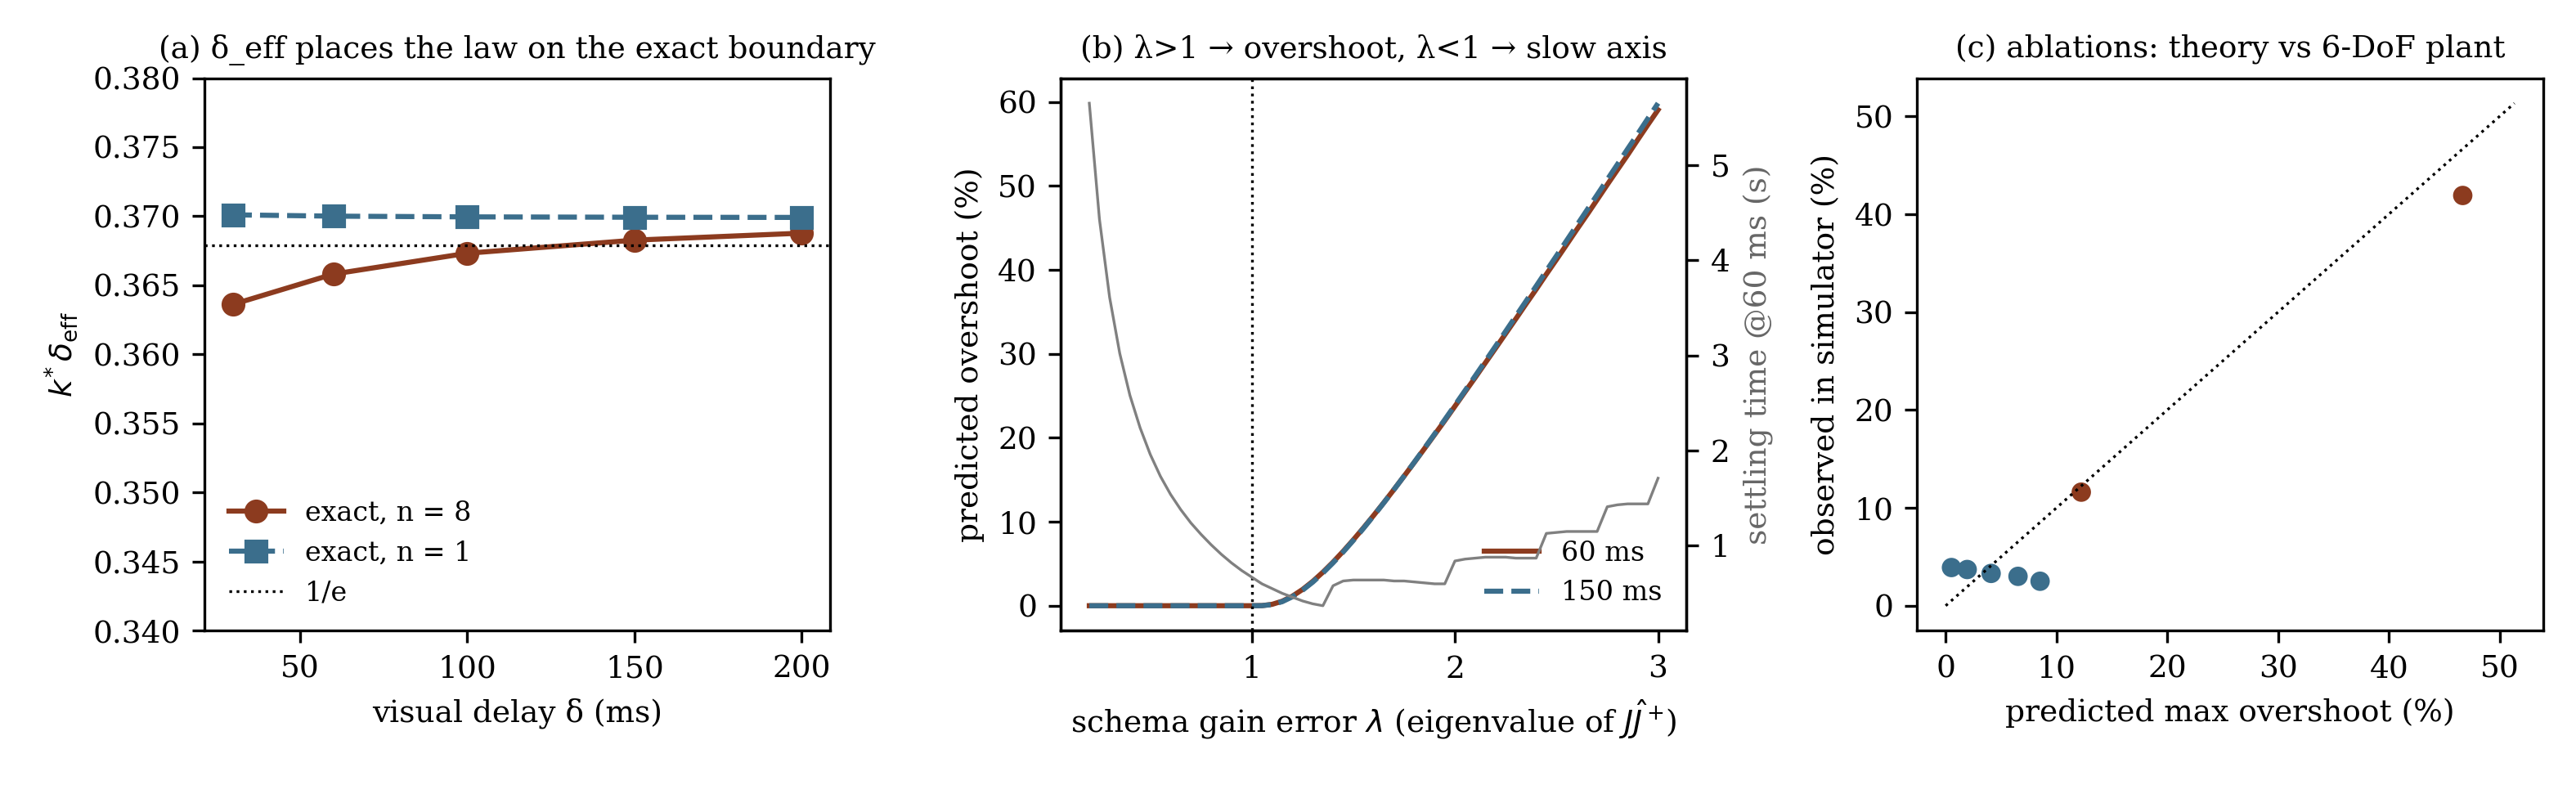 (a) δ_eff places the law on the exact boundary
0.380
0.375
0.370
0.365
0.360
0.355
0.350
0.345
0.340
k* δeff
exact, n = 8
exact, n = 1
1/e
50
100
150
200
visual delay δ (ms)
(b) λ>1 → overshoot, λ<1 → slow axis
60
50
40
30
20
10
0
predicted overshoot (%)
5
4
3
2
1
settling time @60 ms (s)
60 ms
150 ms
1
2
3
schema gain error λ (eigenvalue of JĴ⁺)
(c) ablations: theory vs 6-DoF plant
50
40
30
20
10
0
observed in simulator (%)
0
10
20
30
40
50
predicted max overshoot (%)